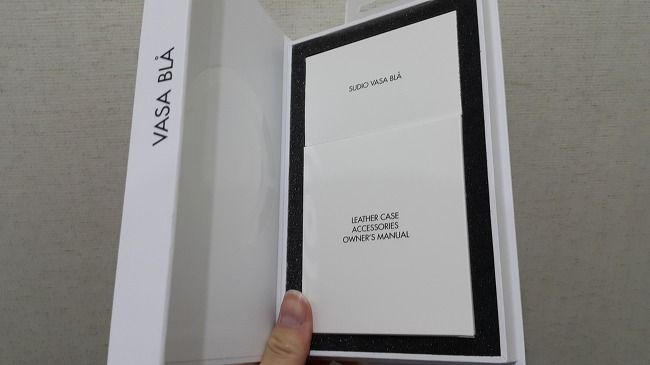 VASA BLÅ
SUDIO VASA BLÅ
LEATHER CASE
ACCESSORIES
OWNER'S MANUAL